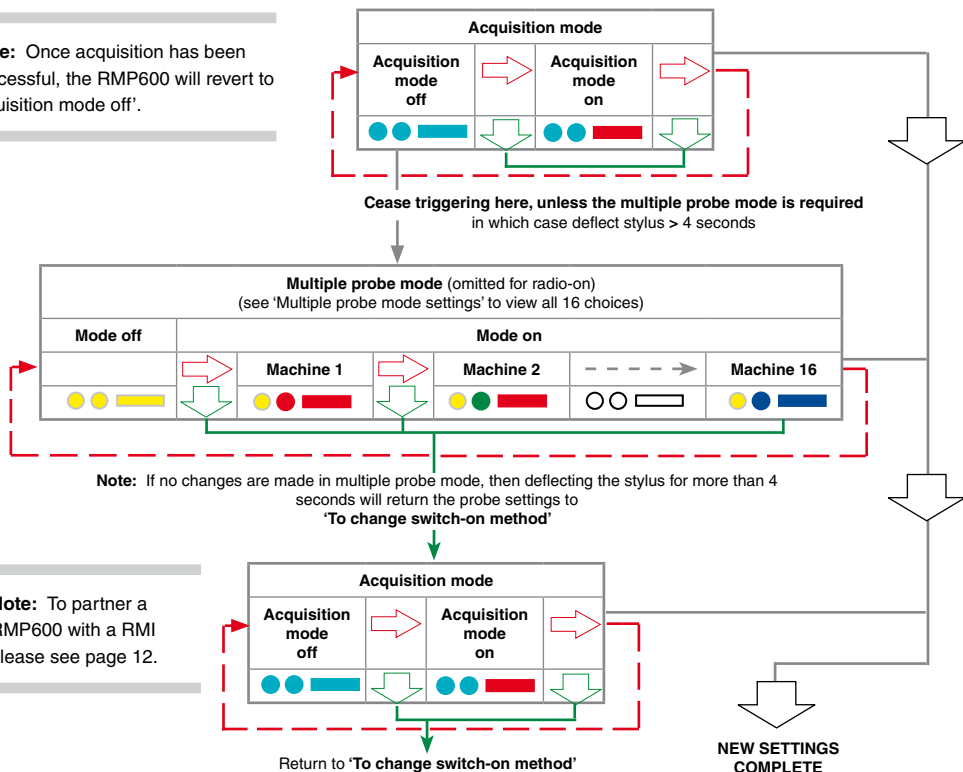 e: Once acquisition has been
cessful, the RMP600 will revert to
uisition mode off'.
Acquisition mode
Acquisition
mode
off
Acquisition
mode
on
Cease triggering here, unless the multiple probe mode is required
in which case deflect stylus > 4 seconds
Multiple probe mode (omitted for radio-on)
(see 'Multiple probe mode settings' to view all 16 choices)
Mode off
Mode on
Machine 1
Machine 2
Machine 16
Note: If no changes are made in multiple probe mode, then deflecting the stylus for more than 4
seconds will return the probe settings to
'To change switch-on method'
Acquisition mode
Acquisition
mode
off
Acquisition
mode
on
ote: To partner a
RMP600 with a RMI
lease see page 12.
Return to 'To change switch-on method'
NEW SETTINGS
COMPLETE